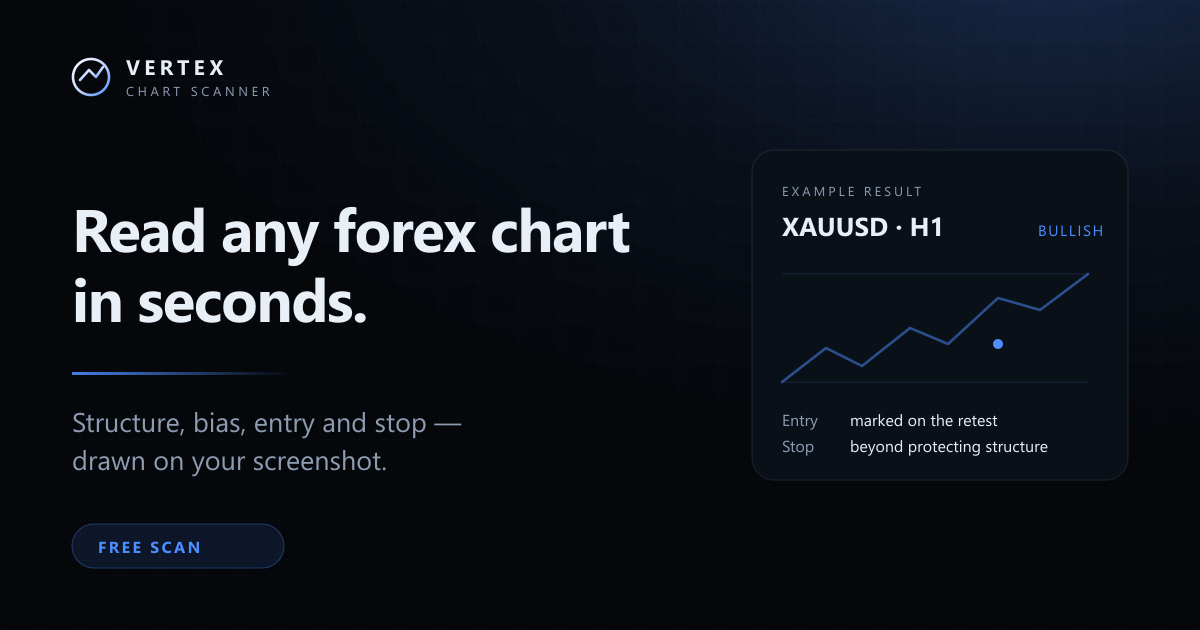 VERTEX
CHART SCANNER
Read any forex chart
in seconds.
Structure, bias, entry and stop —
drawn on your screenshot.
FREE SCAN
EXAMPLE RESULT
XAUUSD · H1
BULLISH
Entry marked on the retest
Stop beyond protecting structure